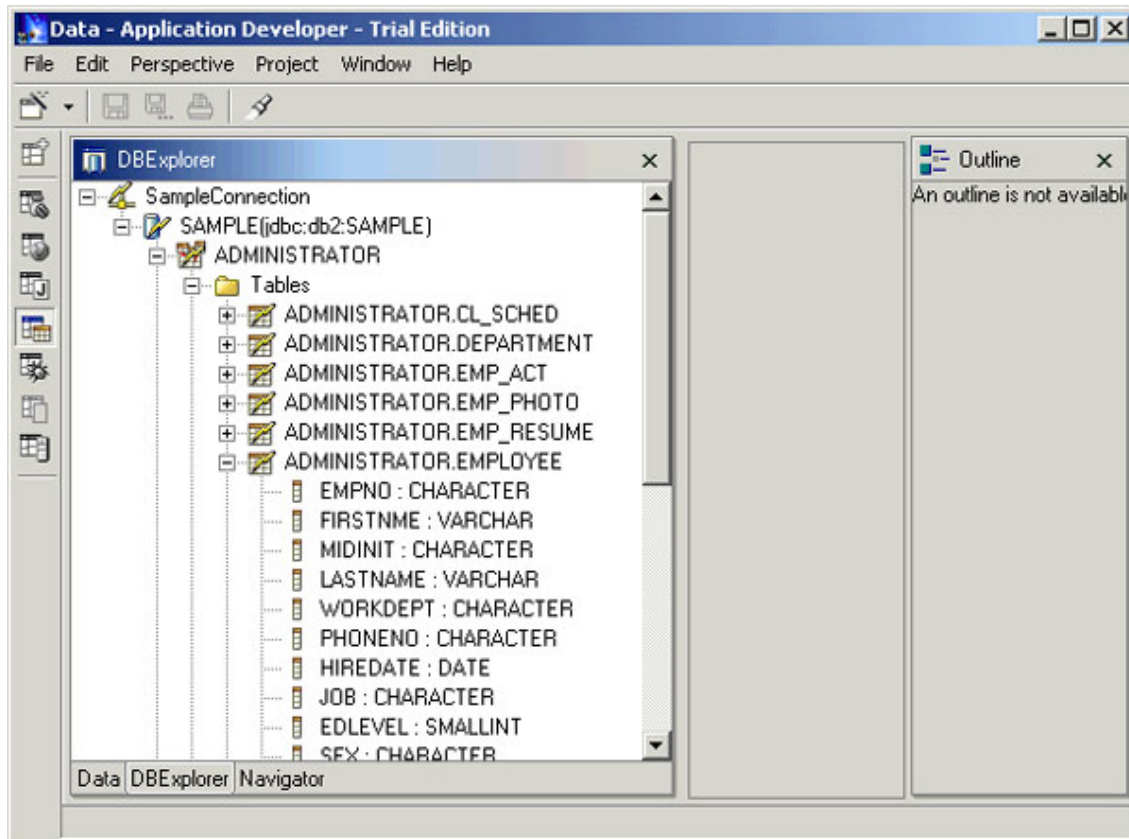 Data - Application Developer - Trial Edition
File Edit Perspective Project Window Help
DBExplorer
Outline
SampleConnection
An outline is not availabl
SAMPLE(jdbc:db2:SAMPLE)
ADMINISTRATOR
Tables
ADMINISTRATOR.CL_SCHED
ADMINISTRATOR.DEPARTMENT
ADMINISTRATOR.EMP_ACT
ADMINISTRATOR.EMP_PHOTO
ADMINISTRATOR.EMP_RESUME
ADMINISTRATOR.EMPLOYEE
EMPNO : CHARACTER
FIRSTNME : VARCHAR
MIDINIT : CHARACTER
LASTNAME : VARCHAR
WORKDEPT : CHARACTER
PHONENO : CHARACTER
HIREDATE : DATE
JOB : CHARACTER
EDLEVEL : SMALLINT
SEX : CHARACTER
Data DBExplorer Navigator